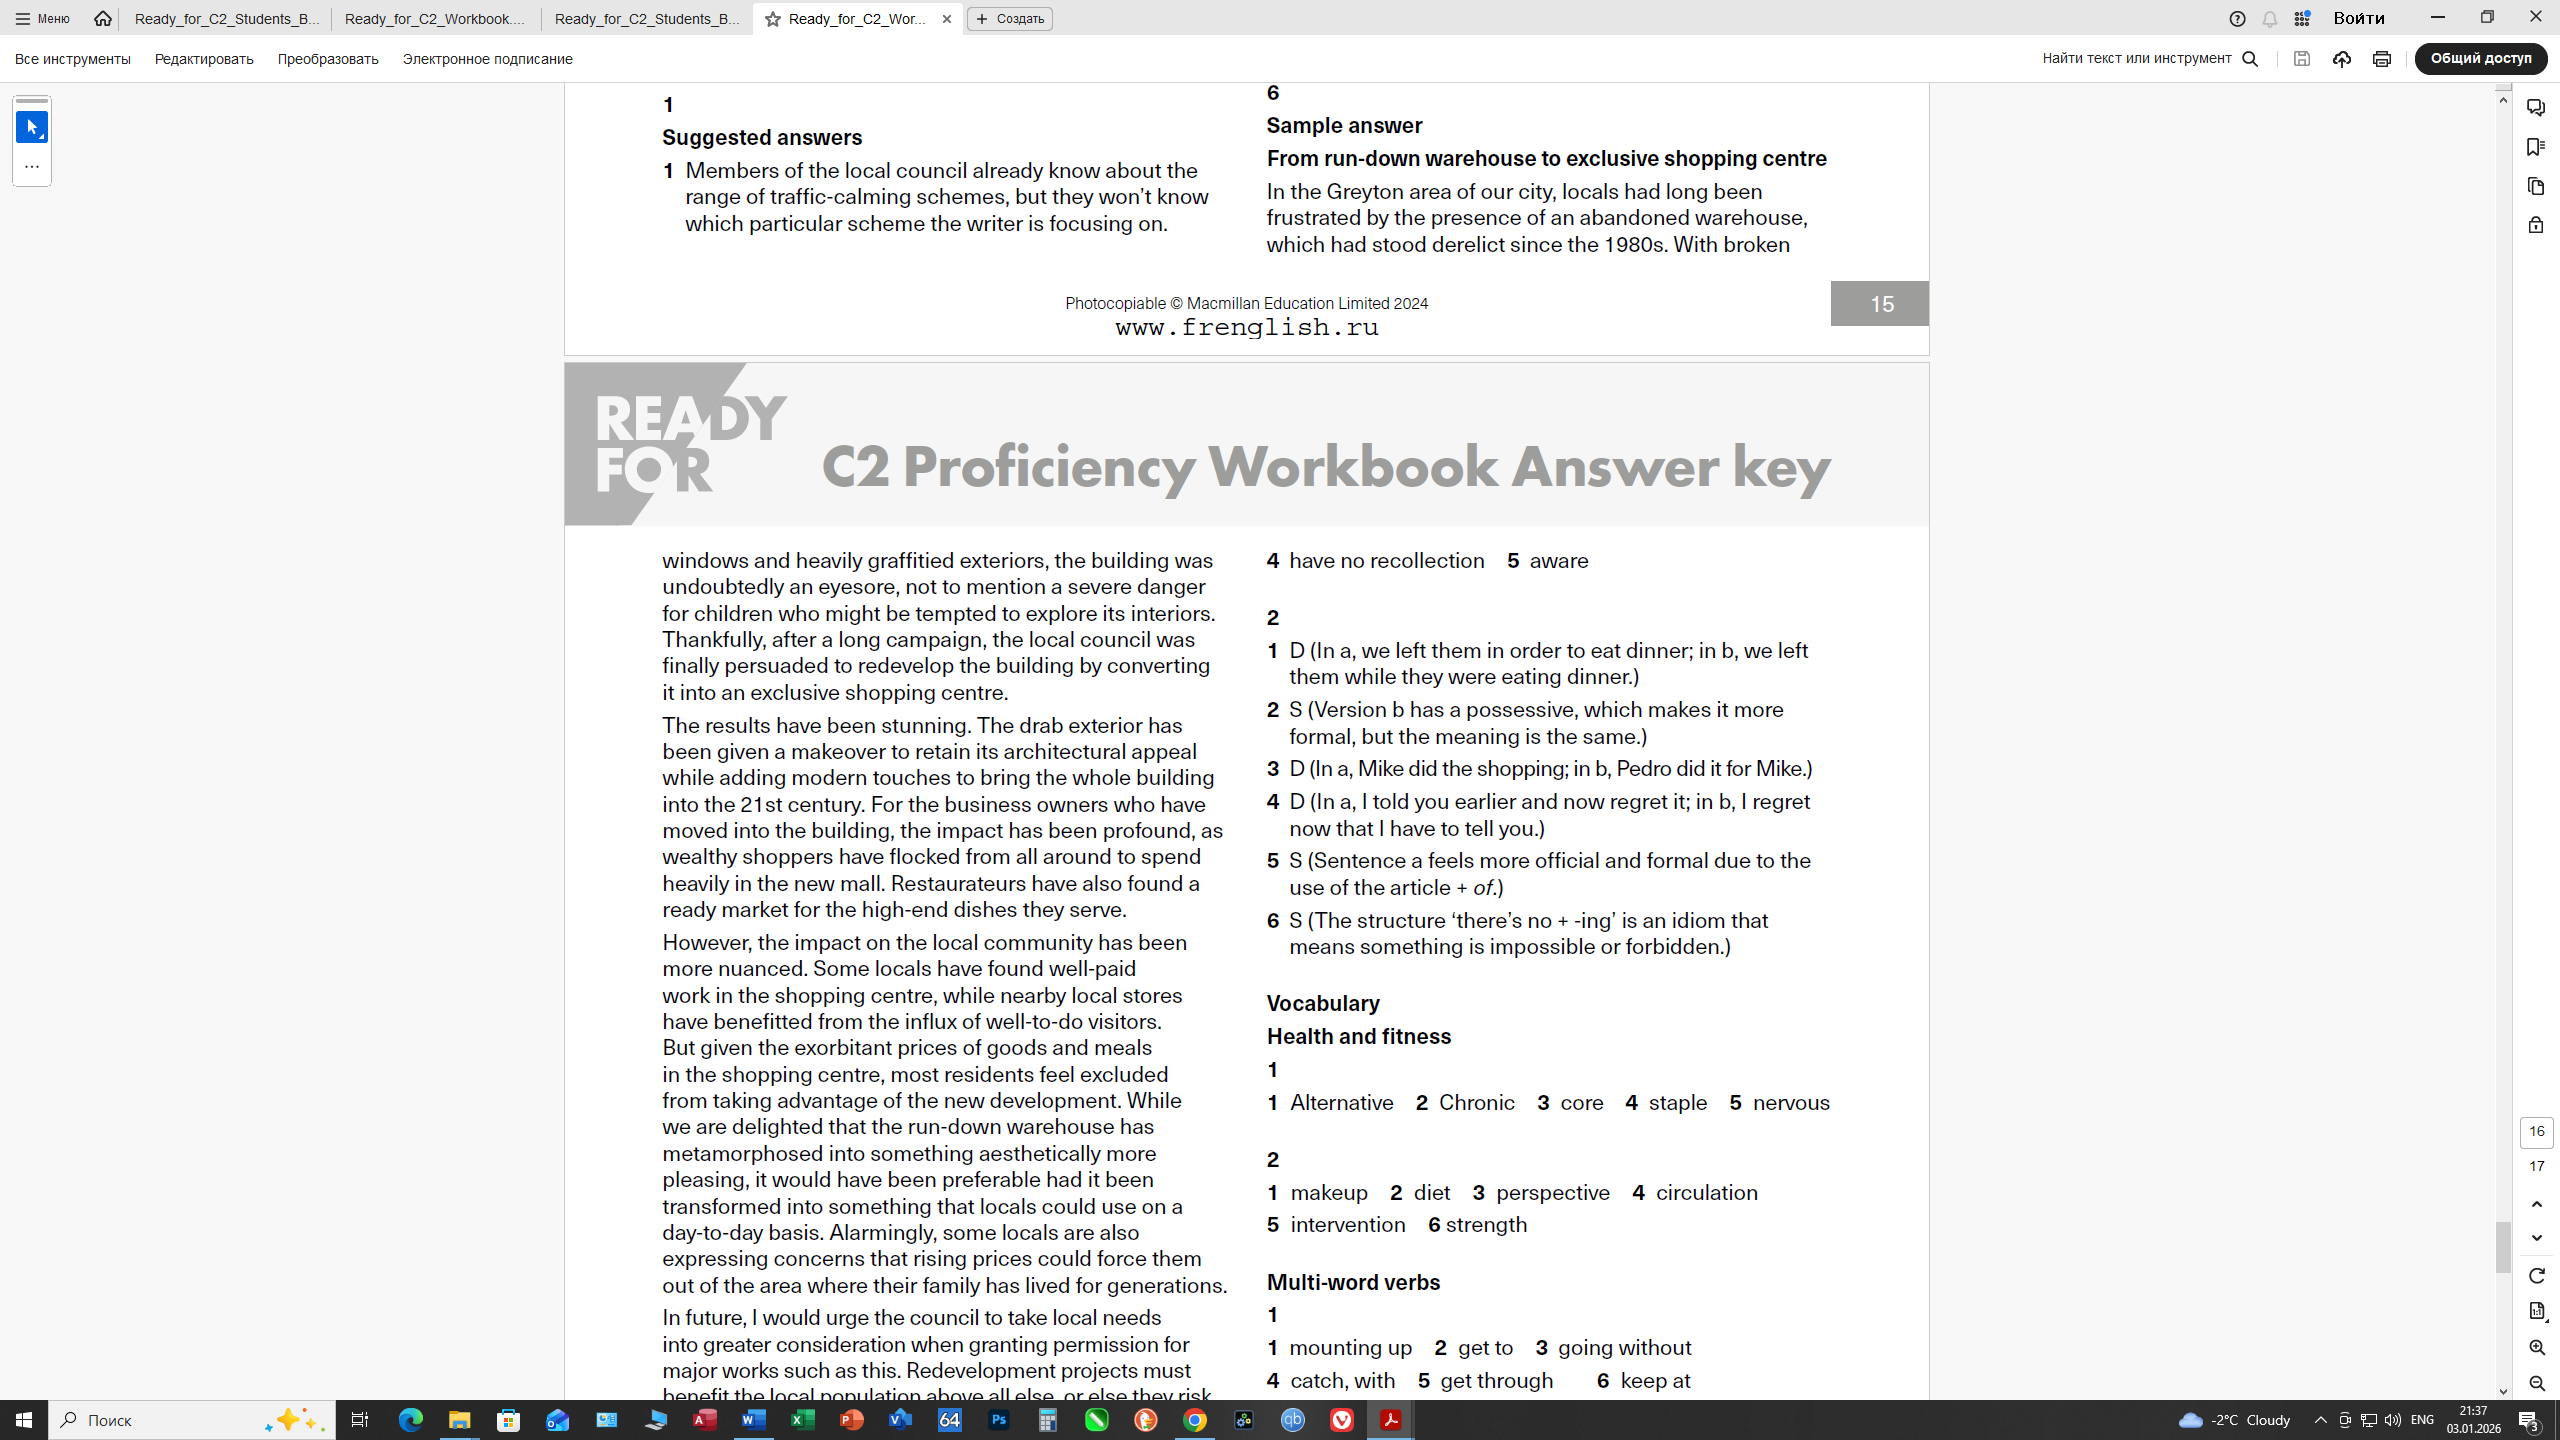 Меню
Ready_for_C2_Students_B...
Ready_for_C2_Workbook....
Ready_for_C2_Students_B...
Ready_for_C2_Wor...
Создать
Войти
Все инструменты
Редактировать
Преобразовать
Электронное подписание
Найти текст или инструмент
Общий доступ
1
Suggested answers
1 Members of the local council already know about the
range of traffic-calming schemes, but they won't know
which particular scheme the writer is focusing on.
6
Sample answer
From run-down warehouse to exclusive shopping centre
In the Greyton area of our city, locals had long been
frustrated by the presence of an abandoned warehouse,
which had stood derelict since the 1980s. With broken
Photocopiable © Macmillan Education Limited 2024
www.frenglish.ru
15
READY
FOR
C2 Proficiency Workbook Answer key
windows and heavily graffitied exteriors, the building was
undoubtedly an eyesore, not to mention a severe danger
for children who might be tempted to explore its interiors.
Thankfully, after a long campaign, the local council was
finally persuaded to redevelop the building by converting
it into an exclusive shopping centre.
The results have been stunning. The drab exterior has
been given a makeover to retain its architectural appeal
while adding modern touches to bring the whole building
into the 21st century. For the business owners who have
moved into the building, the impact has been profound, as
wealthy shoppers have flocked from all around to spend
heavily in the new mall. Restaurateurs have also found a
ready market for the high-end dishes they serve.
However, the impact on the local community has been
more nuanced. Some locals have found well-paid
work in the shopping centre, while nearby local stores
have benefitted from the influx of well-to-do visitors.
But given the exorbitant prices of goods and meals
in the shopping centre, most residents feel excluded
from taking advantage of the new development. While
we are delighted that the run-down warehouse has
metamorphosed into something aesthetically more
pleasing, it would have been preferable had it been
transformed into something that locals could use on a
day-to-day basis. Alarmingly, some locals are also
expressing concerns that rising prices could force them
out of the area where their family has lived for generations.
In future, I would urge the council to take local needs
into greater consideration when granting permission for
major works such as this. Redevelopment projects must
benefit the local population above all else, or else they risk
4 have no recollection 5 aware
2
1 D (In a, we left them in order to eat dinner; in b, we left
them while they were eating dinner.)
2 S (Version b has a possessive, which makes it more
formal, but the meaning is the same.)
3 D (In a, Mike did the shopping; in b, Pedro did it for Mike.)
4 D (In a, I told you earlier and now regret it; in b, I regret
now that I have to tell you.)
5 S (Sentence a feels more official and formal due to the
use of the article + of.)
6 S (The structure ‘there’s no + -ing’ is an idiom that
means something is impossible or forbidden.)
Vocabulary
Health and fitness
1
1 Alternative 2 Chronic 3 core 4 staple 5 nervous
2
1 makeup 2 diet 3 perspective 4 circulation
5 intervention 6 strength
Multi-word verbs
1
1 mounting up 2 get to 3 going without
4 catch, with 5 get through 6 keep at
16
17
Поиск
64
Ps
qb
-2°C Cloudy
ENG
21:37
03.01.2026
3